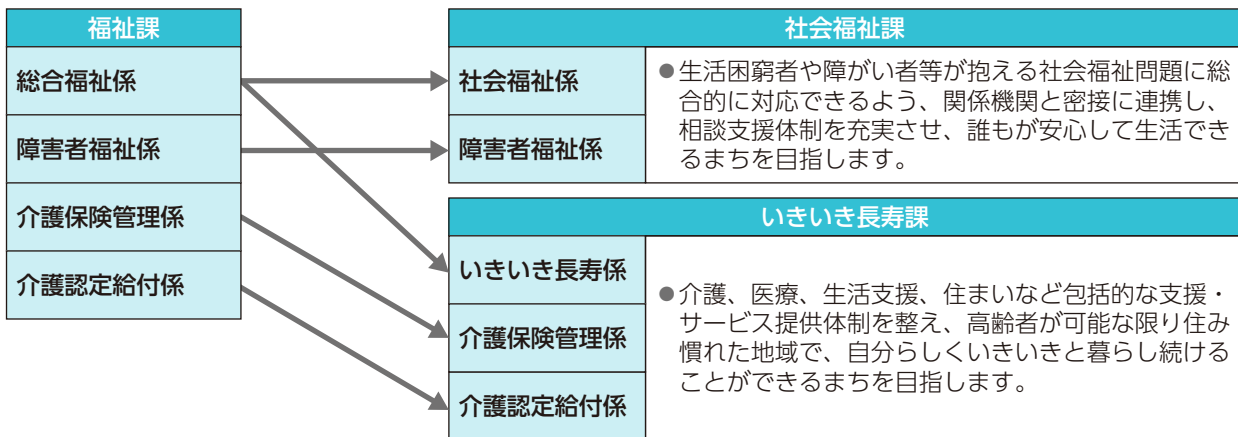 福祉課
総合福祉係
障害者福祉係
介護保険管理係
介護認定給付係
社会福祉課
社会福祉係
障害者福祉係
●生活困窮者や障がい者等が抱える社会福祉問題に総
合的に対応できるよう、関係機関と密接に連携し、
相談支援体制を充実させ、誰もが安心して生活でき
るまちを目指します。
いきいき長寿課
いきいき長寿係
介護保険管理係
介護認定給付係
●介護、医療、生活支援、住まいなど包括的な支援・
サービス提供体制を整え、高齢者が可能な限り住み
慣れた地域で、自分らしくいきいきと暮らし続ける
ことができるまちを目指します。